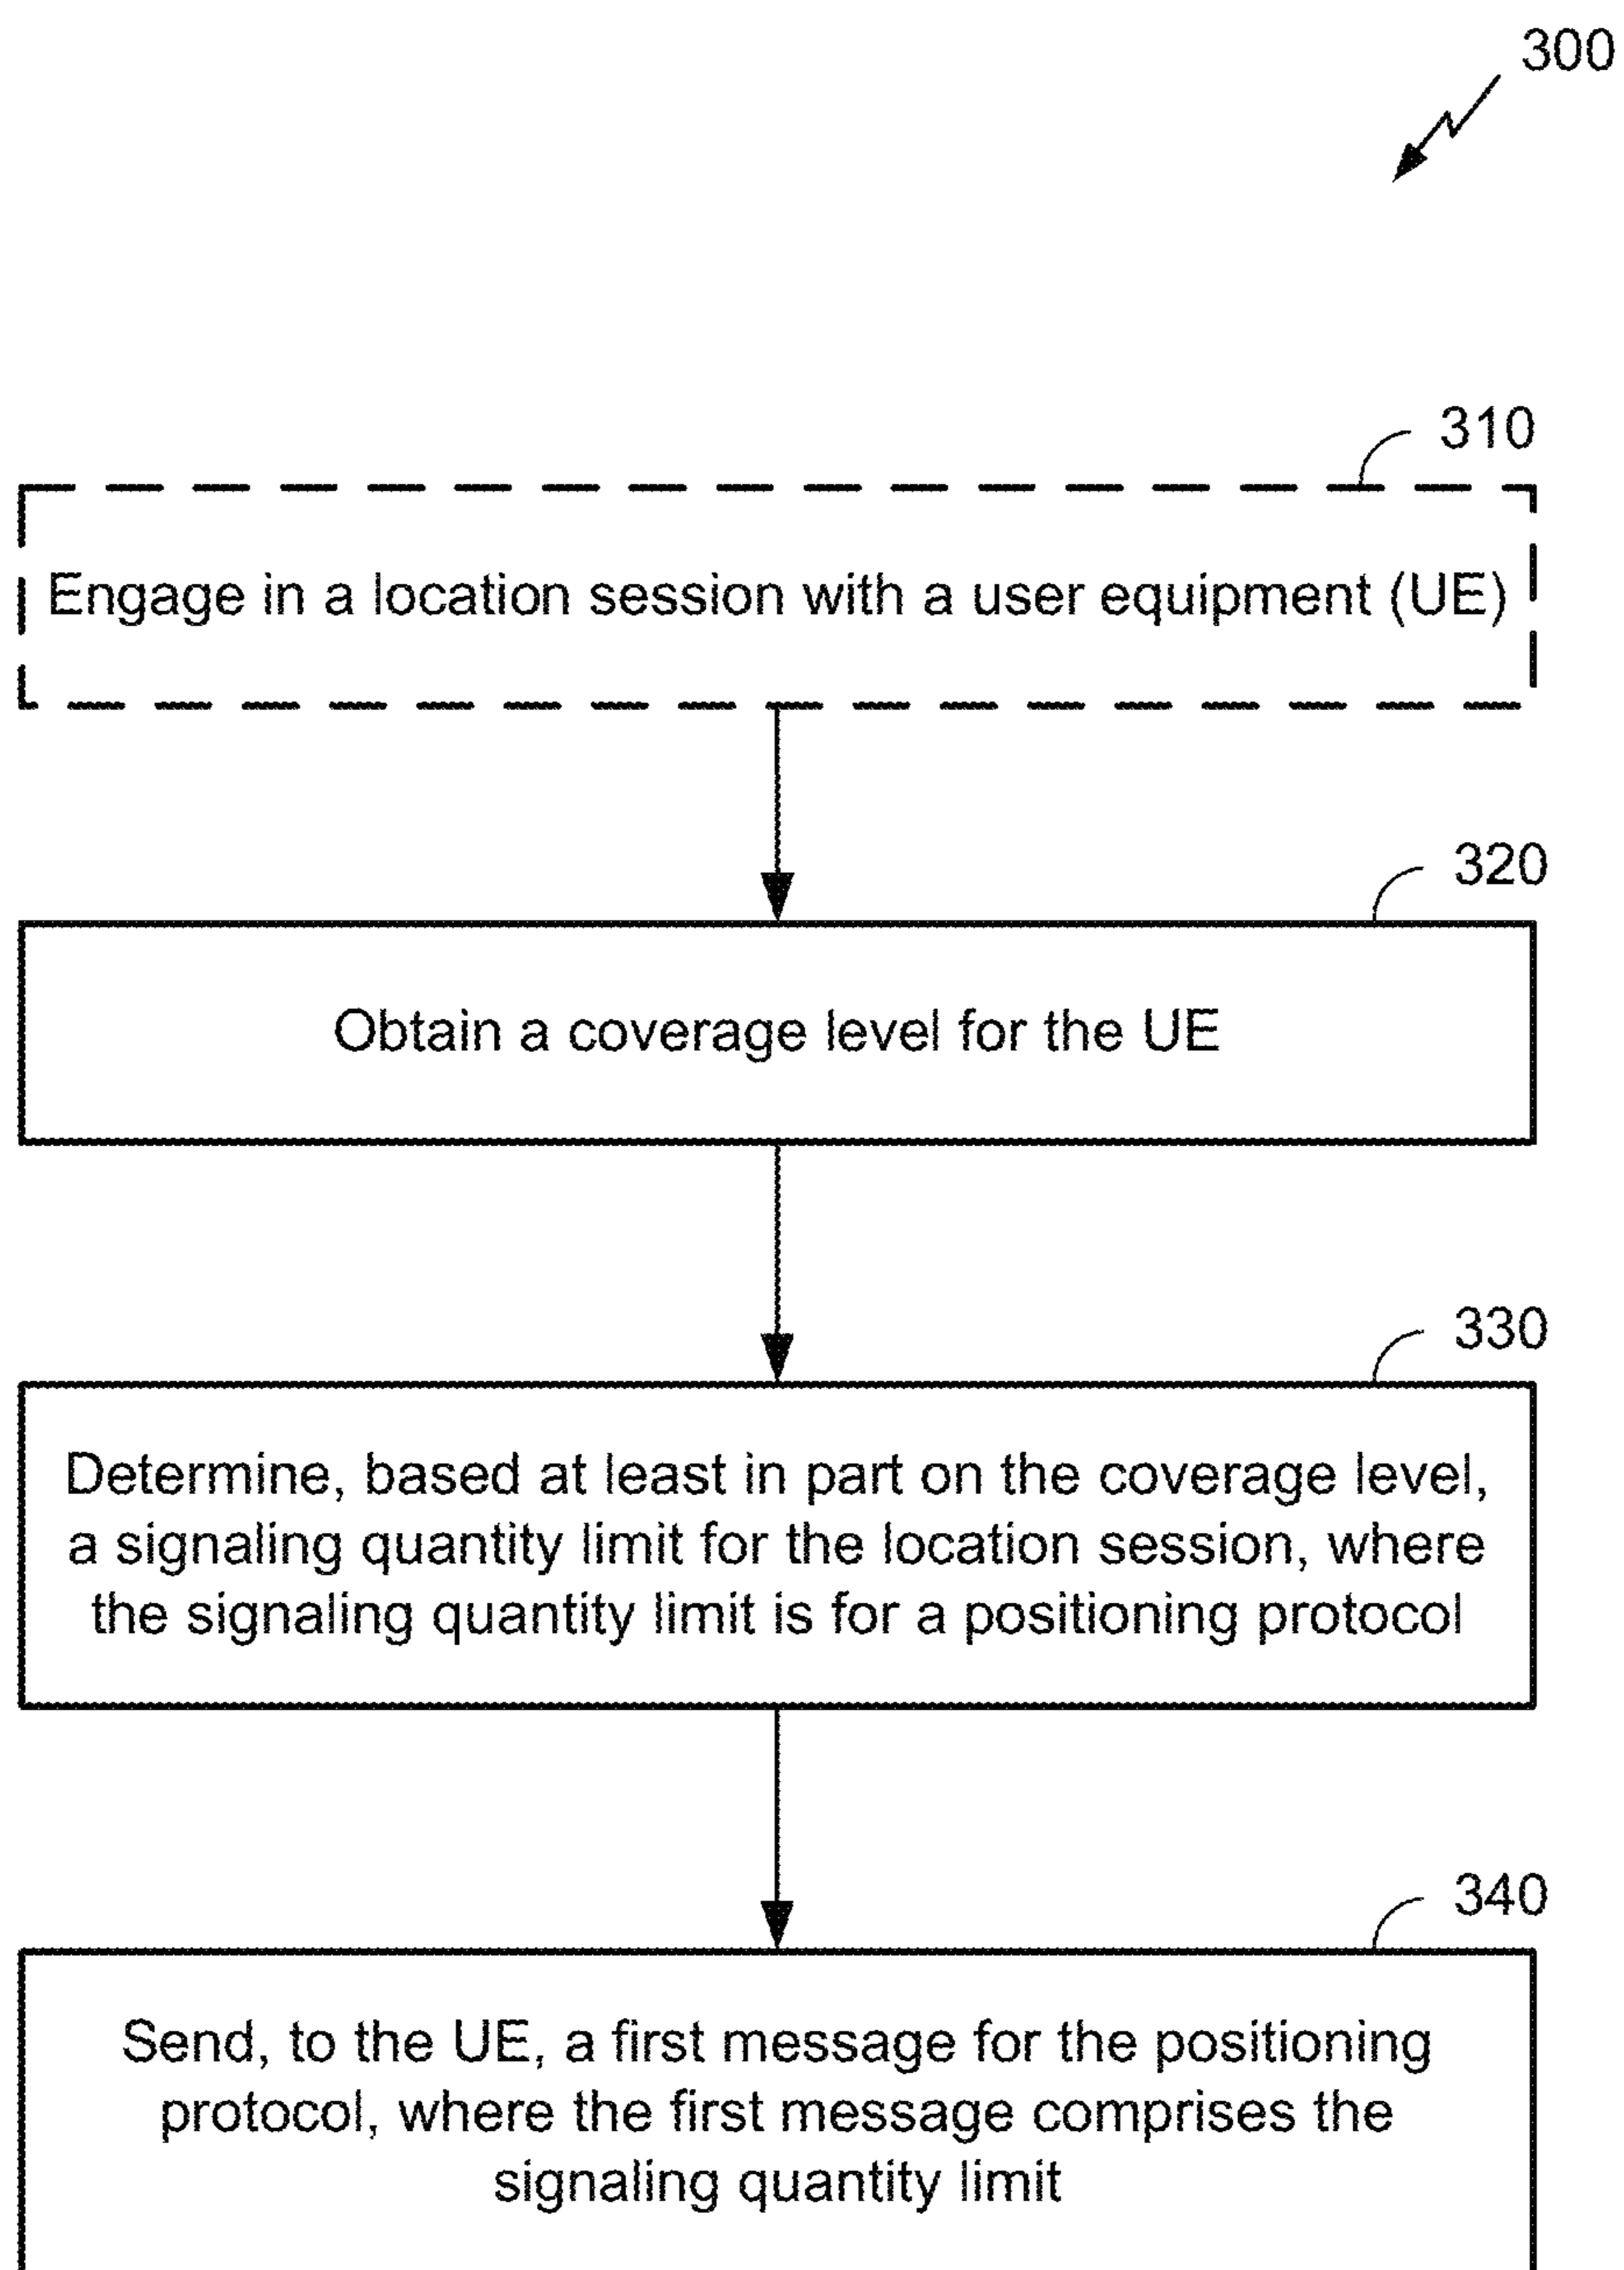 300
310
Engage in a location session with a user equipment (UE)
320
Obtain a coverage level for the UE
330
Determine, based at least in part on the coverage level,
a signaling quantity limit for the location session, where
the signaling quantity limit is for a positioning protocol
340
Send, to the UE, a first message for the positioning
protocol, where the first message comprises the
signaling quantity limit